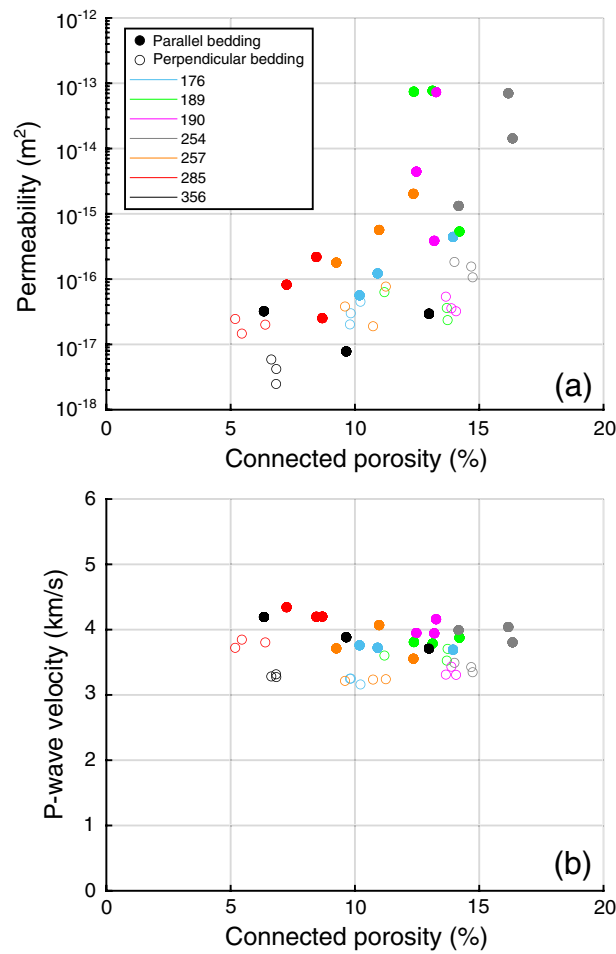 10⁻¹²
10⁻¹³
10⁻¹⁴
10⁻¹⁵
10⁻¹⁶
10⁻¹⁷
10⁻¹⁸
Permeability (m²)
Parallel bedding
Perpendicular bedding
176
189
190
254
257
285
356
(a)
0 5 10 15 20
Connected porosity (%)
6
5
4
3
2
1
0
P-wave velocity (km/s)
(b)
0 5 10 15 20
Connected porosity (%)